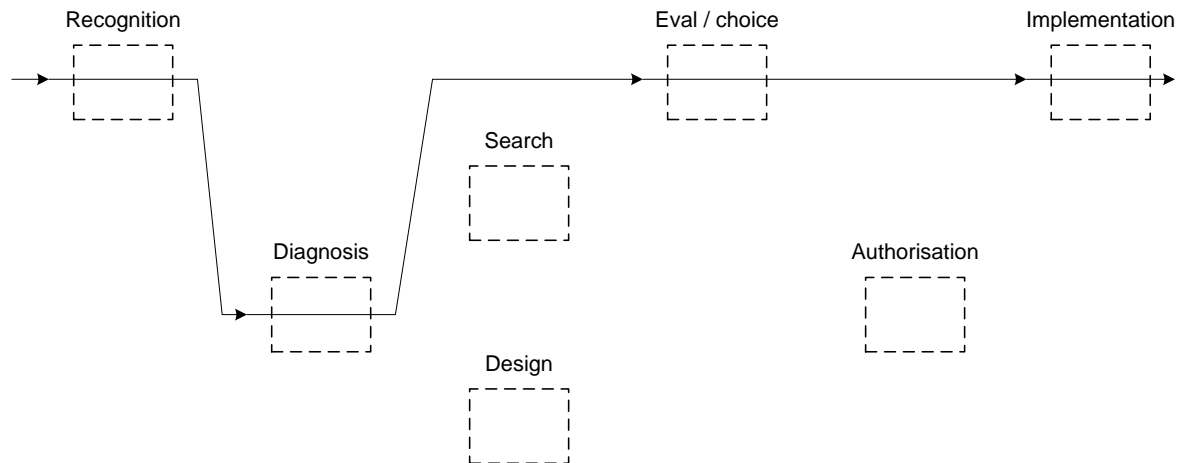 Recognition
Eval / choice
Implementation
Search
Diagnosis
Authorisation
Design